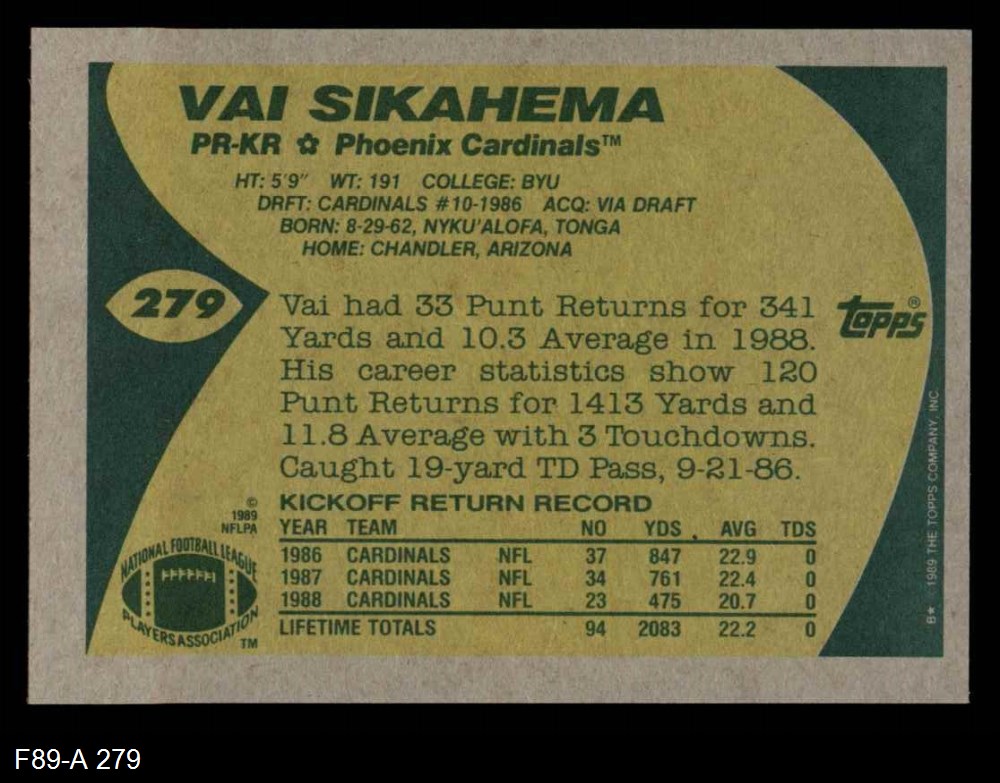 VAI SIKAHEMA
PR-KR Phoenix Cardinals™
HT: 5'9" WT: 191 COLLEGE: BYU
DRFT: CARDINALS #10-1986 ACQ: VIA DRAFT
BORN: 8-29-62, NYKU'ALOFA, TONGA
HOME: CHANDLER, ARIZONA
279
Vai had 33 Punt Returns for 341
Yards and 10.3 Average in 1988.
His career statistics show 120
Punt Returns for 1413 Yards and
11.8 Average with 3 Touchdowns.
Caught 19-yard TD Pass, 9-21-86.
topps®
KICKOFF RETURN RECORD
YEAR TEAM NO YDS. AVG TDS
1986 CARDINALS NFL 37 847 22.9 0
1987 CARDINALS NFL 34 761 22.4 0
1988 CARDINALS NFL 23 475 20.7 0
LIFETIME TOTALS 94 2083 22.2 0
©
1989
NFLPA
NATIONAL FOOTBALL LEAGUE
PLAYERS ASSOCIATION
TM
B* 1989 THE TOPPS COMPANY, INC.
F89-A 279